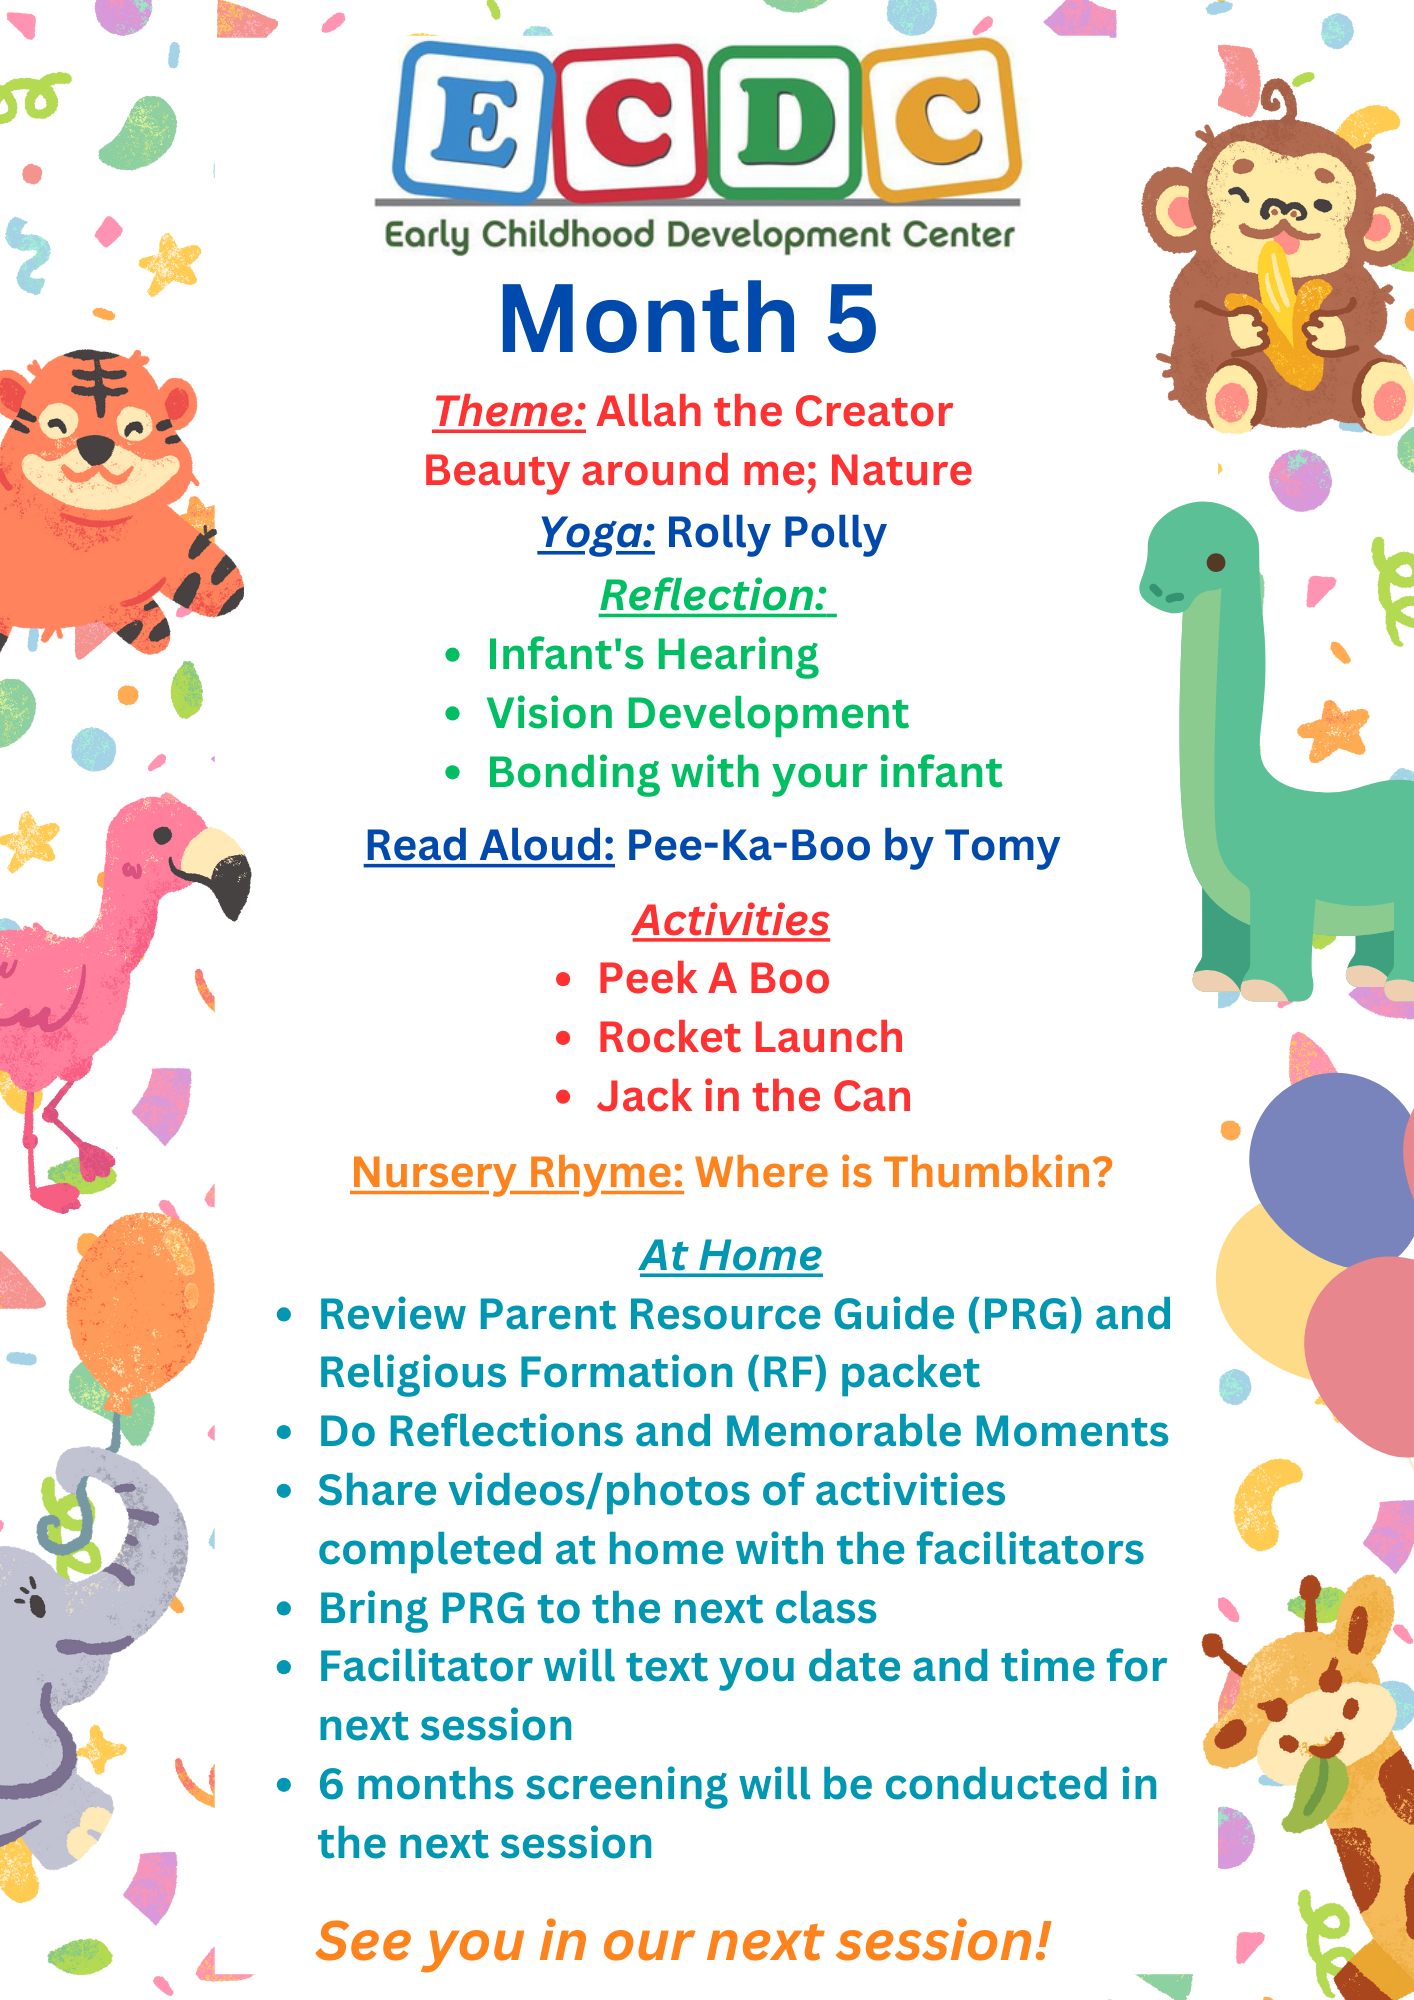 E C D C
Early Childhood Development Center
Month 5
Theme: Allah the Creator
Beauty around me; Nature
Yoga: Rolly Polly
Reflection:
• Infant's Hearing
• Vision Development
• Bonding with your infant
Read Aloud: Pee-Ka-Boo by Tomy
Activities
• Peek A Boo
• Rocket Launch
• Jack in the Can
Nursery Rhyme: Where is Thumbkin?
At Home
• Review Parent Resource Guide (PRG) and
Religious Formation (RF) packet
• Do Reflections and Memorable Moments
• Share videos/photos of activities
completed at home with the facilitators
• Bring PRG to the next class
• Facilitator will text you date and time for
next session
• 6 months screening will be conducted in
the next session
See you in our next session!